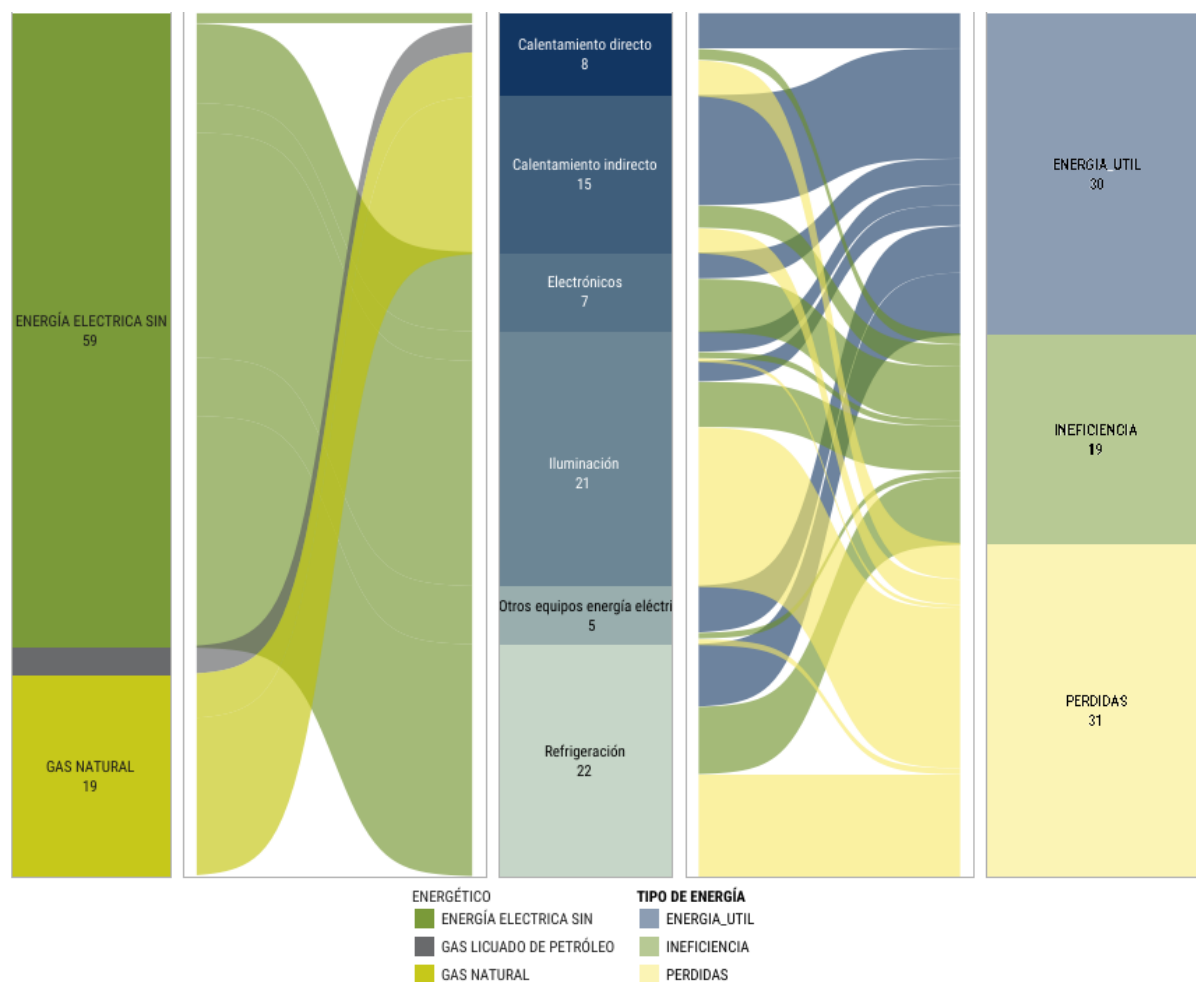 ENERGÍA ELECTRICA SIN
59
GAS NATURAL
19
Calentamiento directo
8
Calentamiento indirecto
15
Electrónicos
7
Iluminación
21
Otros equipos energía eléctri
5
Refrigeración
22
ENERGIA_UTIL
30
INEFICIENCIA
19
PERDIDAS
31
ENERGÉTICO
ENERGÍA ELECTRICA SIN
GAS LICUADO DE PETRÓLEO
GAS NATURAL
TIPO DE ENERGÍA
ENERGIA_UTIL
INEFICIENCIA
PERDIDAS